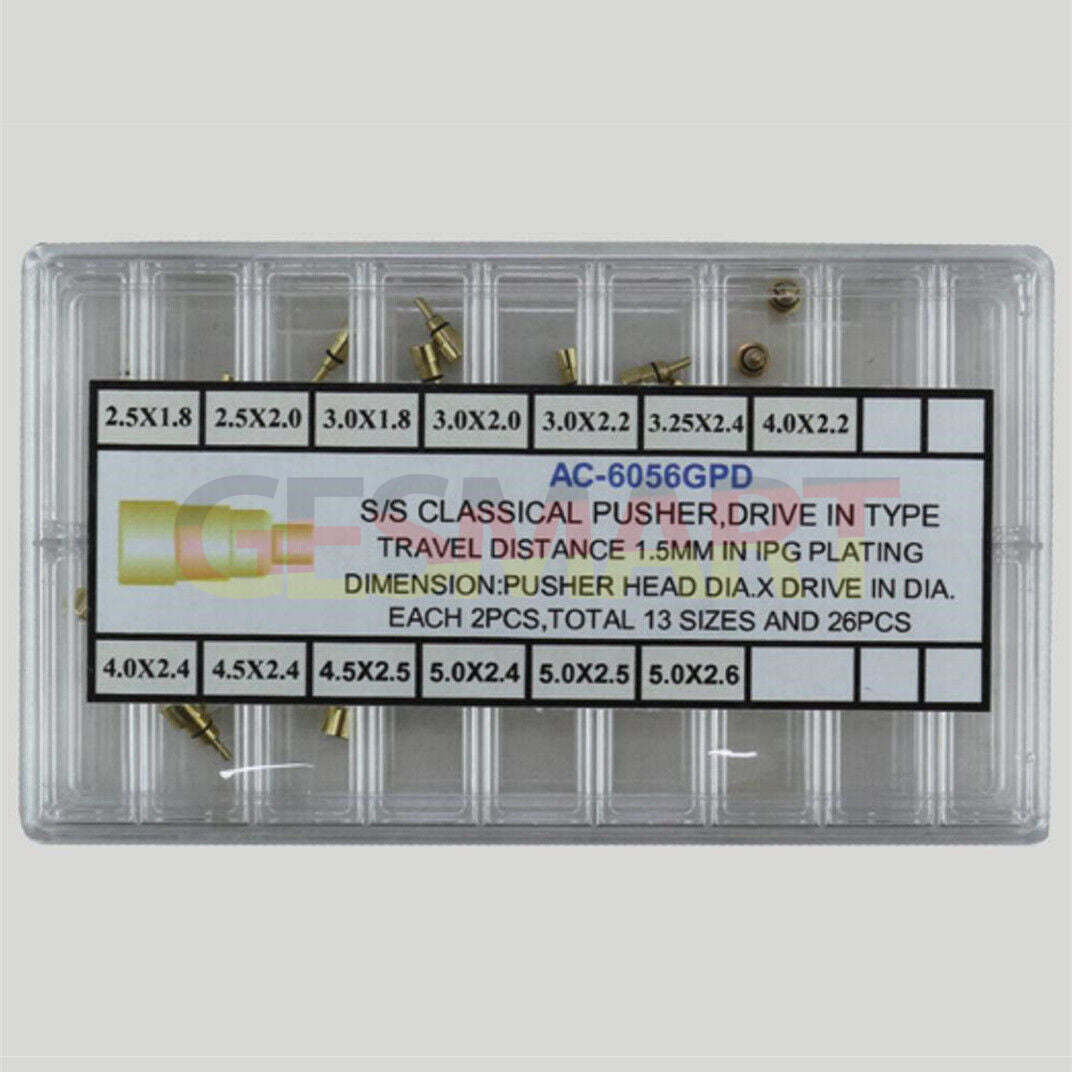 2.5X1.8 2.5X2.0 3.0X1.8 3.0X2.0 3.0X2.2 3.25X2.4 4.0X2.2
AC-6056GPD
GESMART
S/S CLASSICAL PUSHER,DRIVE IN TYPE
TRAVEL DISTANCE 1.5MM IN IPG PLATING
DIMENSION:PUSHER HEAD DIA.X DRIVE IN DIA.
EACH 2PCS,TOTAL 13 SIZES AND 26PCS
4.0X2.4 4.5X2.4 4.5X2.5 5.0X2.4 5.0X2.5 5.0X2.6